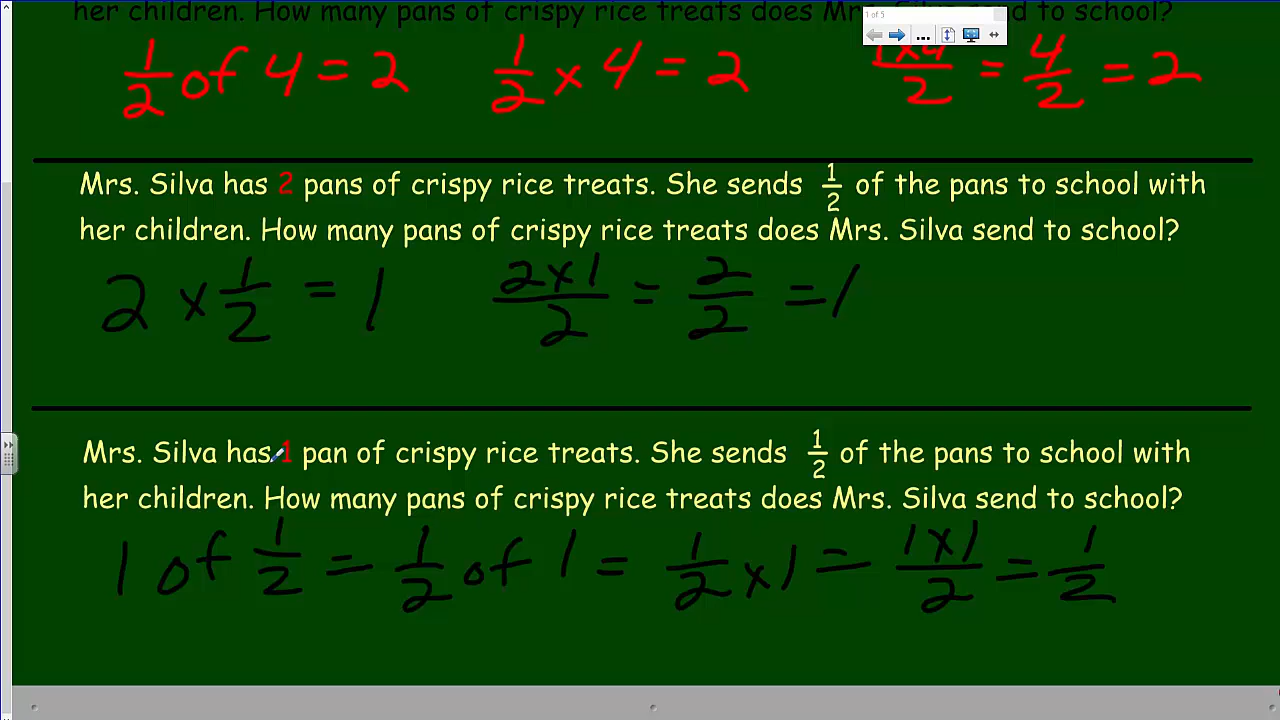 her children. How many pans of crispy rice treats does Mrs. Silva send to school?
1 of 5
...
1/2 of 4 = 2 1/2 x 4 = 2 1x4/2 = 4/2 = 2
Mrs. Silva has 2 pans of crispy rice treats. She sends 1/2 of the pans to school with
her children. How many pans of crispy rice treats does Mrs. Silva send to school?
2 x 1/2 = 1 2x1/2 = 2/2 = 1
Mrs. Silva has 1 pan of crispy rice treats. She sends 1/2 of the pans to school with
her children. How many pans of crispy rice treats does Mrs. Silva send to school?
1 of 1/2 = 1/2 of 1 = 1/2 x 1 = 1x1/2 = 1/2